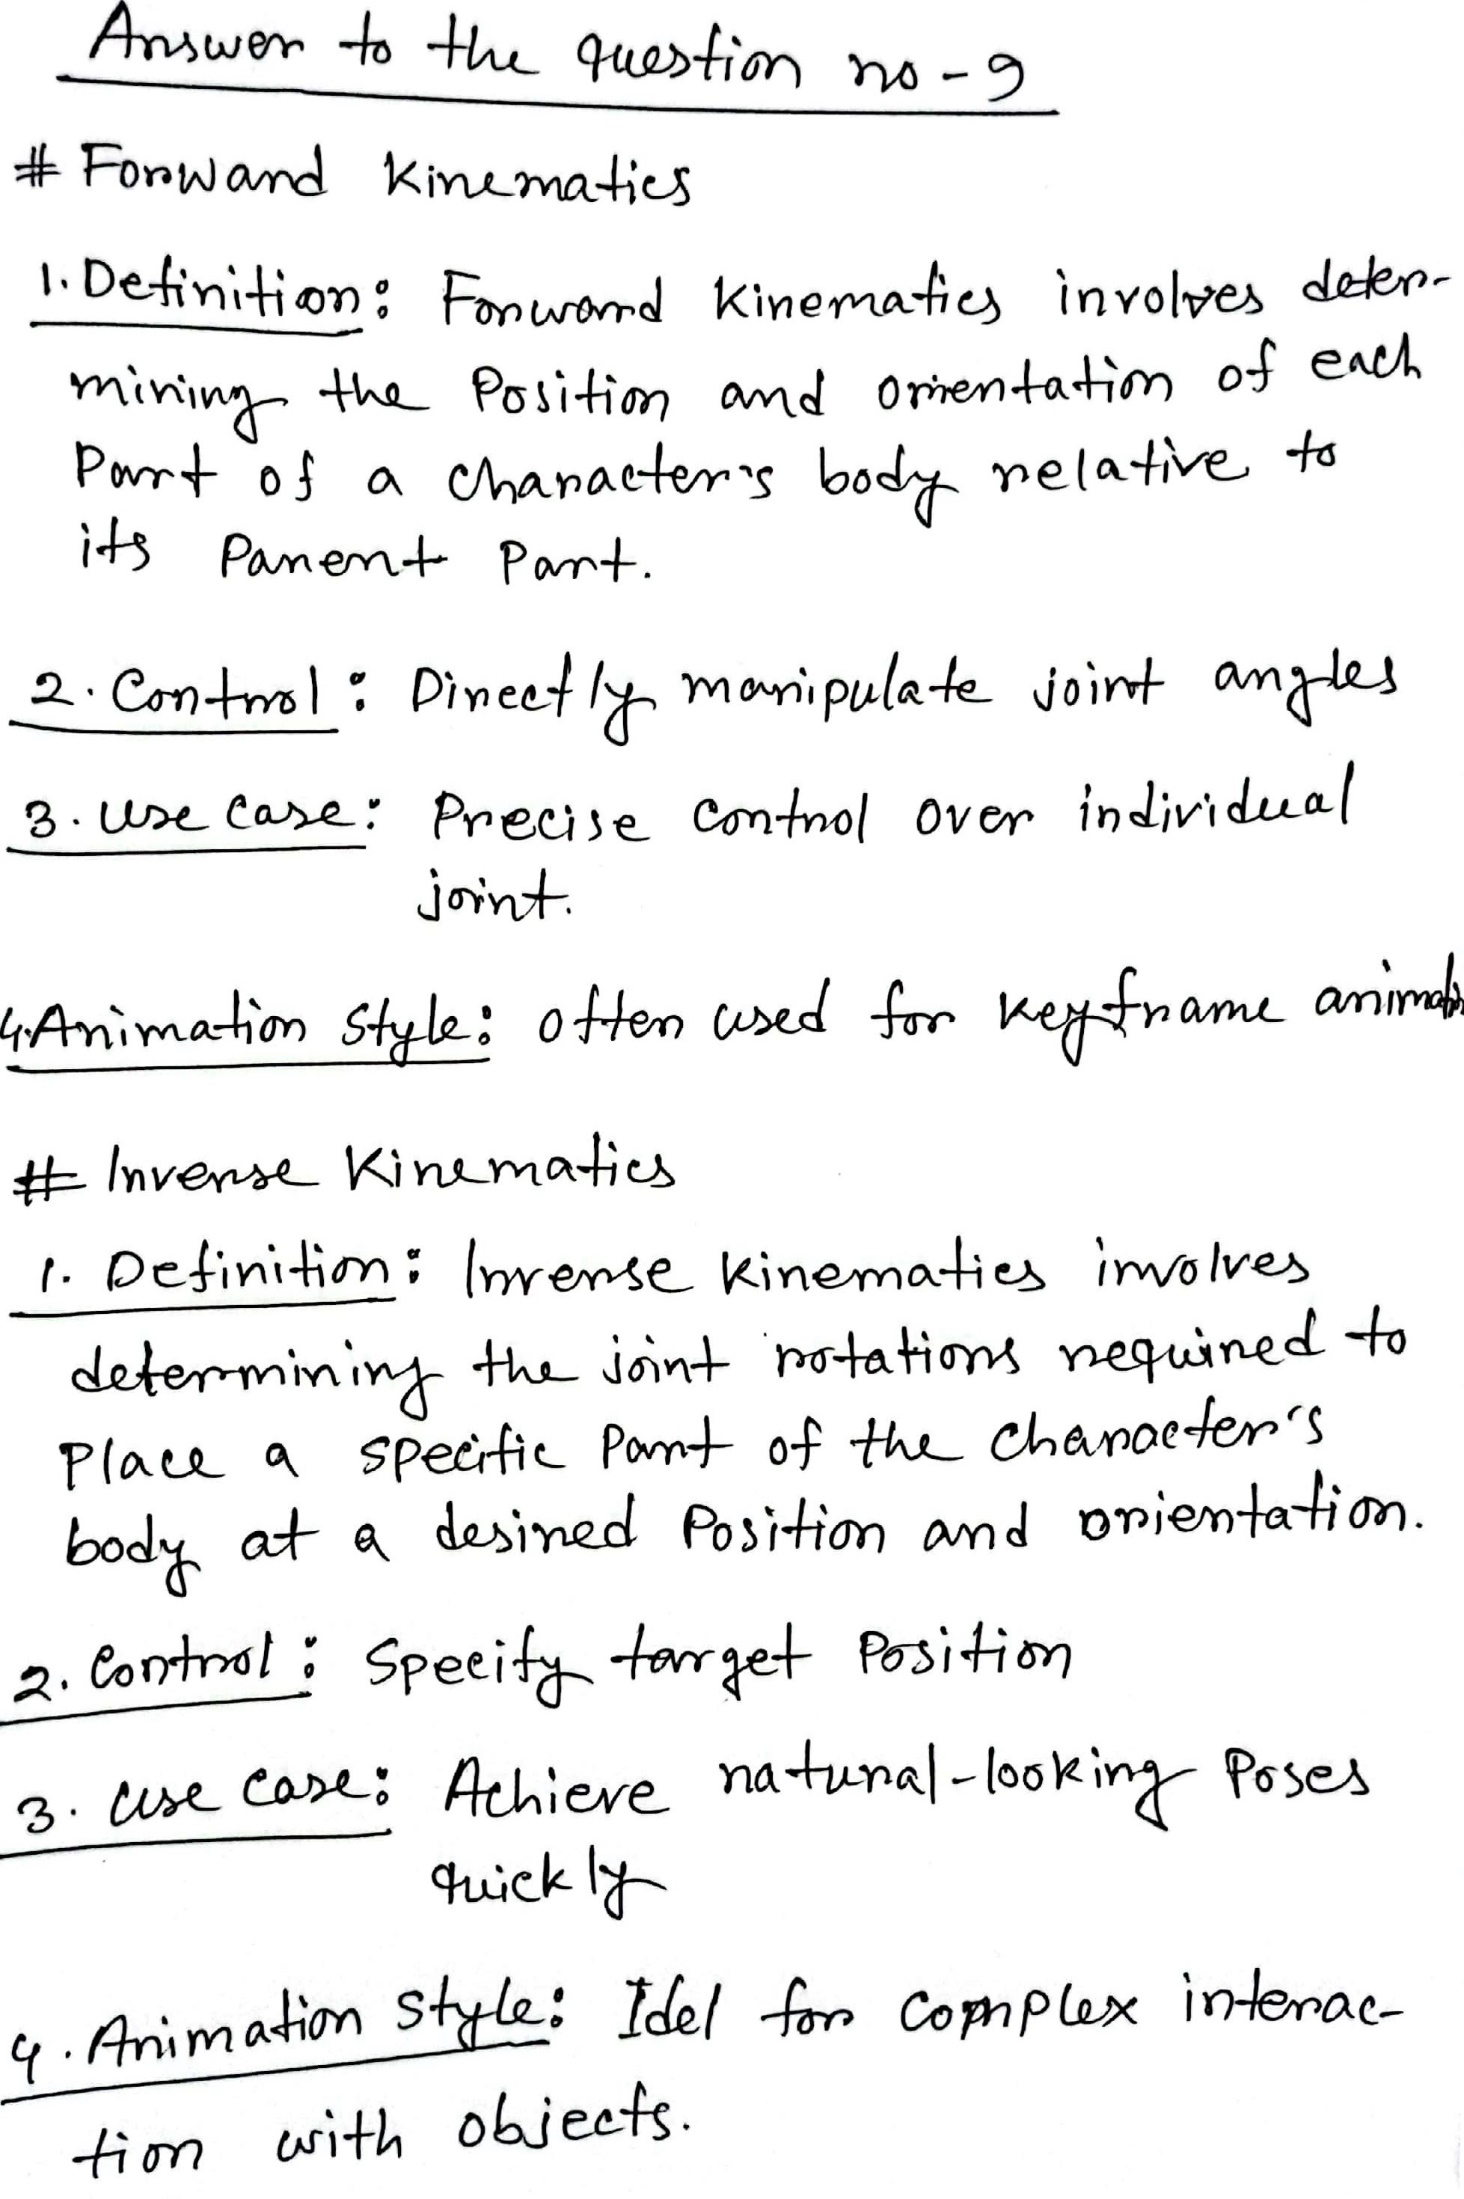 Answer to the question no - 9
# Forward Kinematics
1. Definition: Forward Kinematics involves deter-
mining the Position and orientation of each
Part of a character's body relative to
its Parent Part.
2. Control: Directly manipulate joint angles
3. Use Case: Precise Control over individual
joint.
4. Animation Style: often used for keyframe animation
# Inverse Kinematics
1. Definition: Inverse Kinematics involves
determining the joint rotations required to
Place a specific Part of the character's
body at a desired Position and orientation.
2. Control: Specify target Position
3. use case: Achieve natural-looking Poses
quickly
4. Animation Style: Idel for Complex interac-
tion with objects.